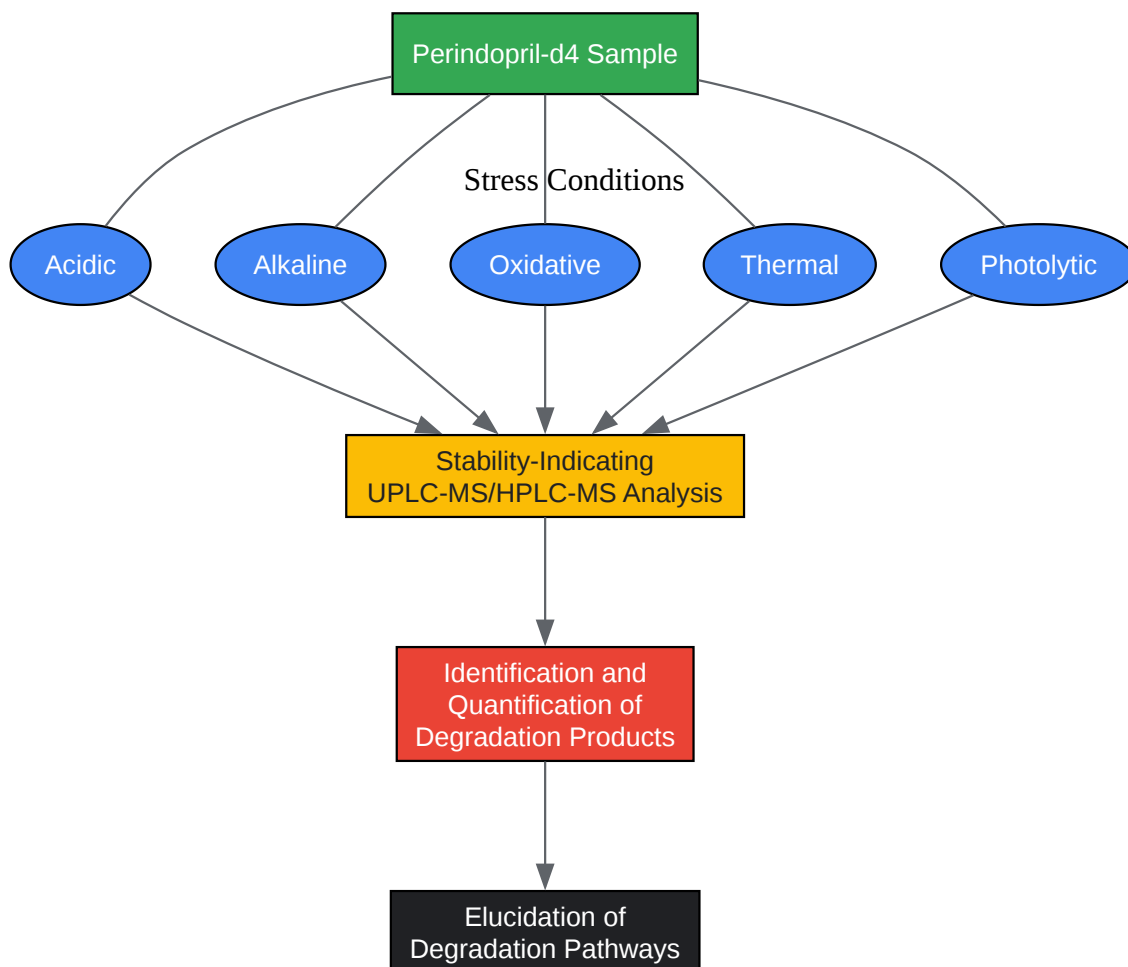 Perindopril-d4 Sample
Stress Conditions
Acidic
Alkaline
Oxidative
Thermal
Photolytic
Stability-Indicating
UPLC-MS/HPLC-MS Analysis
Identification and
Quantification of
Degradation Products
Elucidation of
Degradation Pathways